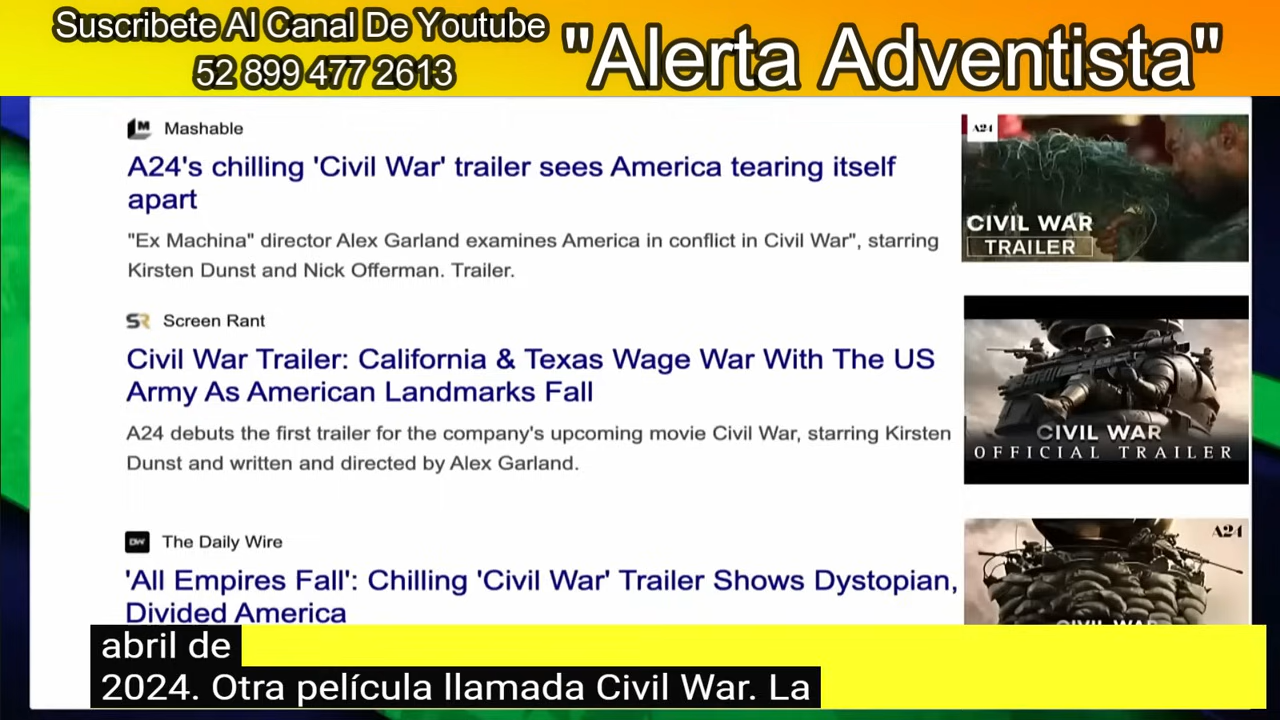 Suscribete Al Canal De Youtube
52 899 477 2613
"Alerta Adventista"
Mashable
A24's chilling 'Civil War' trailer sees America tearing itself
apart
"Ex Machina" director Alex Garland examines America in conflict in Civil War", starring
Kirsten Dunst and Nick Offerman. Trailer.
A24
CIVIL WAR
TRAILER
SR Screen Rant
Civil War Trailer: California & Texas Wage War With The US
Army As American Landmarks Fall
A24 debuts the first trailer for the company's upcoming movie Civil War, starring Kirsten
Dunst and written and directed by Alex Garland.
CIVIL WAR
OFFICIAL TRAILER
DW The Daily Wire
'All Empires Fall': Chilling 'Civil War' Trailer Shows Dystopian,
Divided America
A24
CIVIL WAR
abril de
2024. Otra película llamada Civil War. La